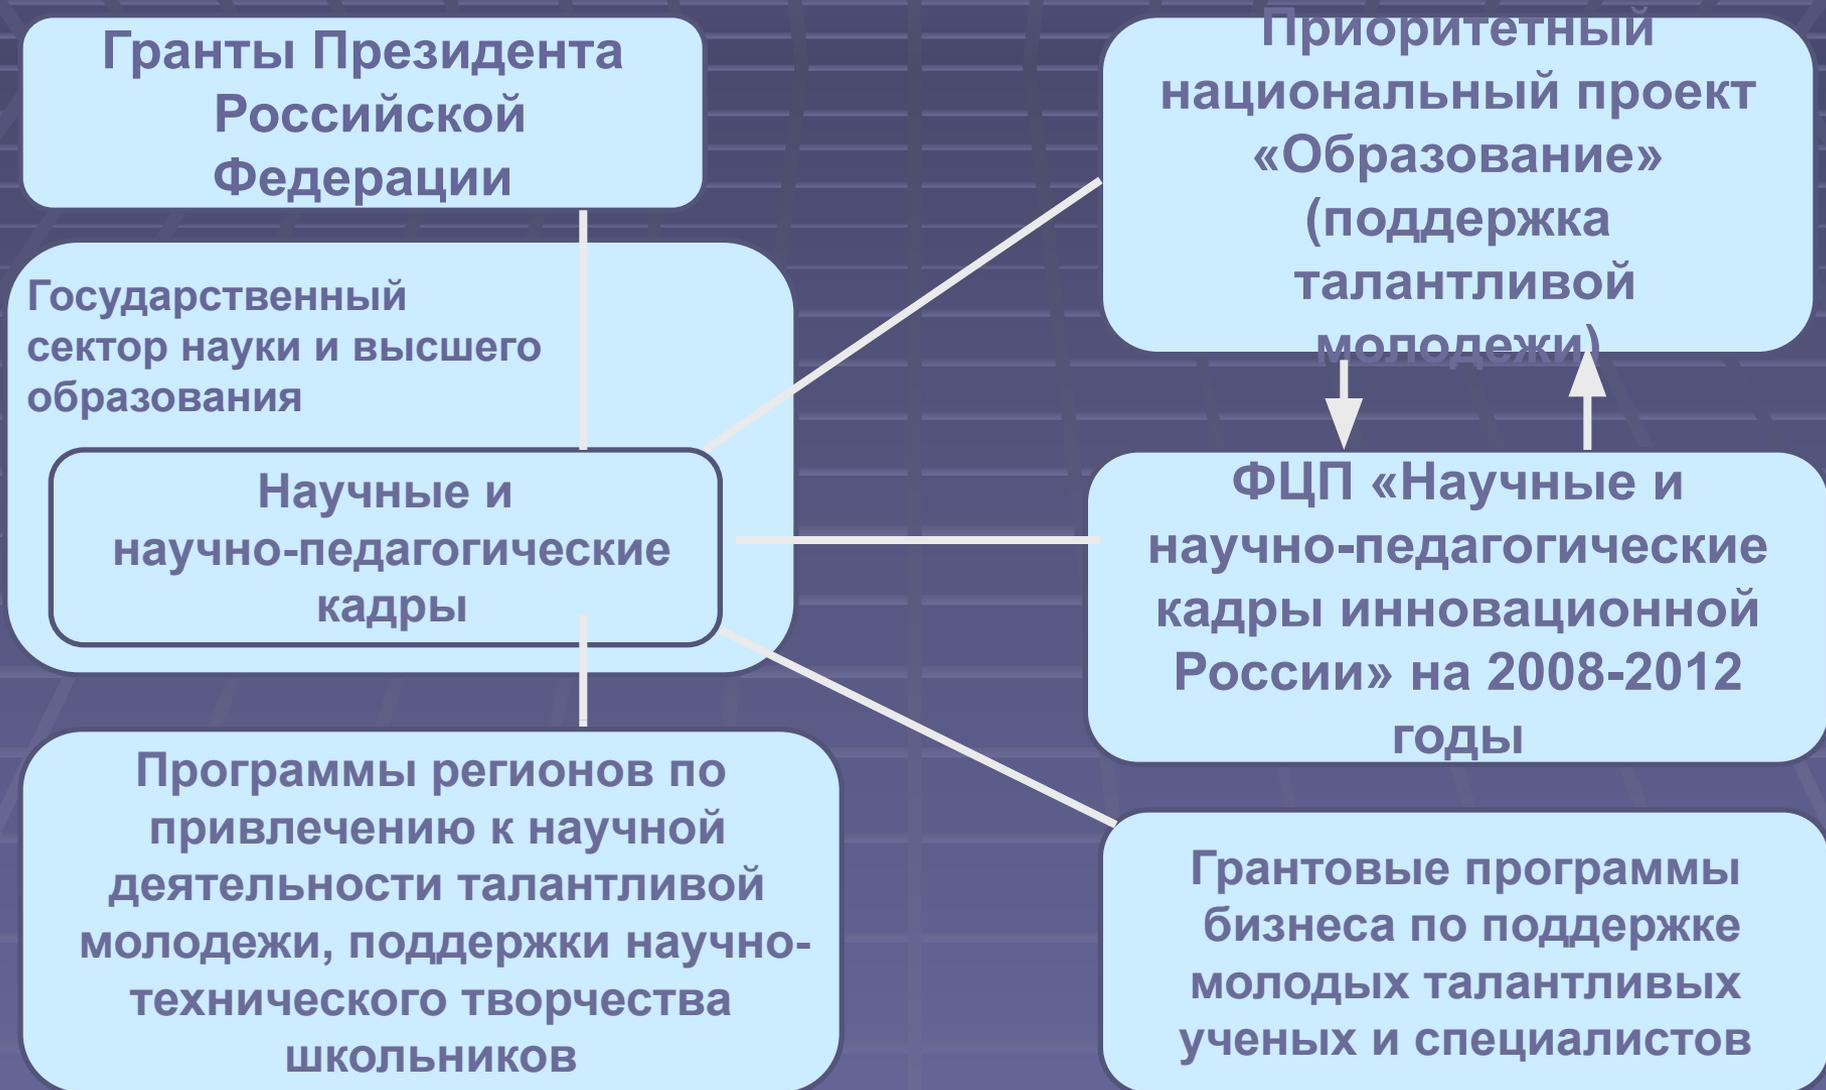 Гранты Президента
Российской
Федерации
Государственный
сектор науки и высшего
образования
Научные и
научно-педагогические
кадры
Программы регионов по
привлечению к научной
деятельности талантливой
молодежи, поддержки научно-
технического творчества
школьников
Приоритетный
национальный проект
«Образование»
(поддержка
талантливой
молодежи)
ФЦП «Научные и
научно-педагогические
кадры инновационной
России» на 2008-2012
годы
Грантовые программы
бизнеса по поддержке
молодых талантливых
ученых и специалистов